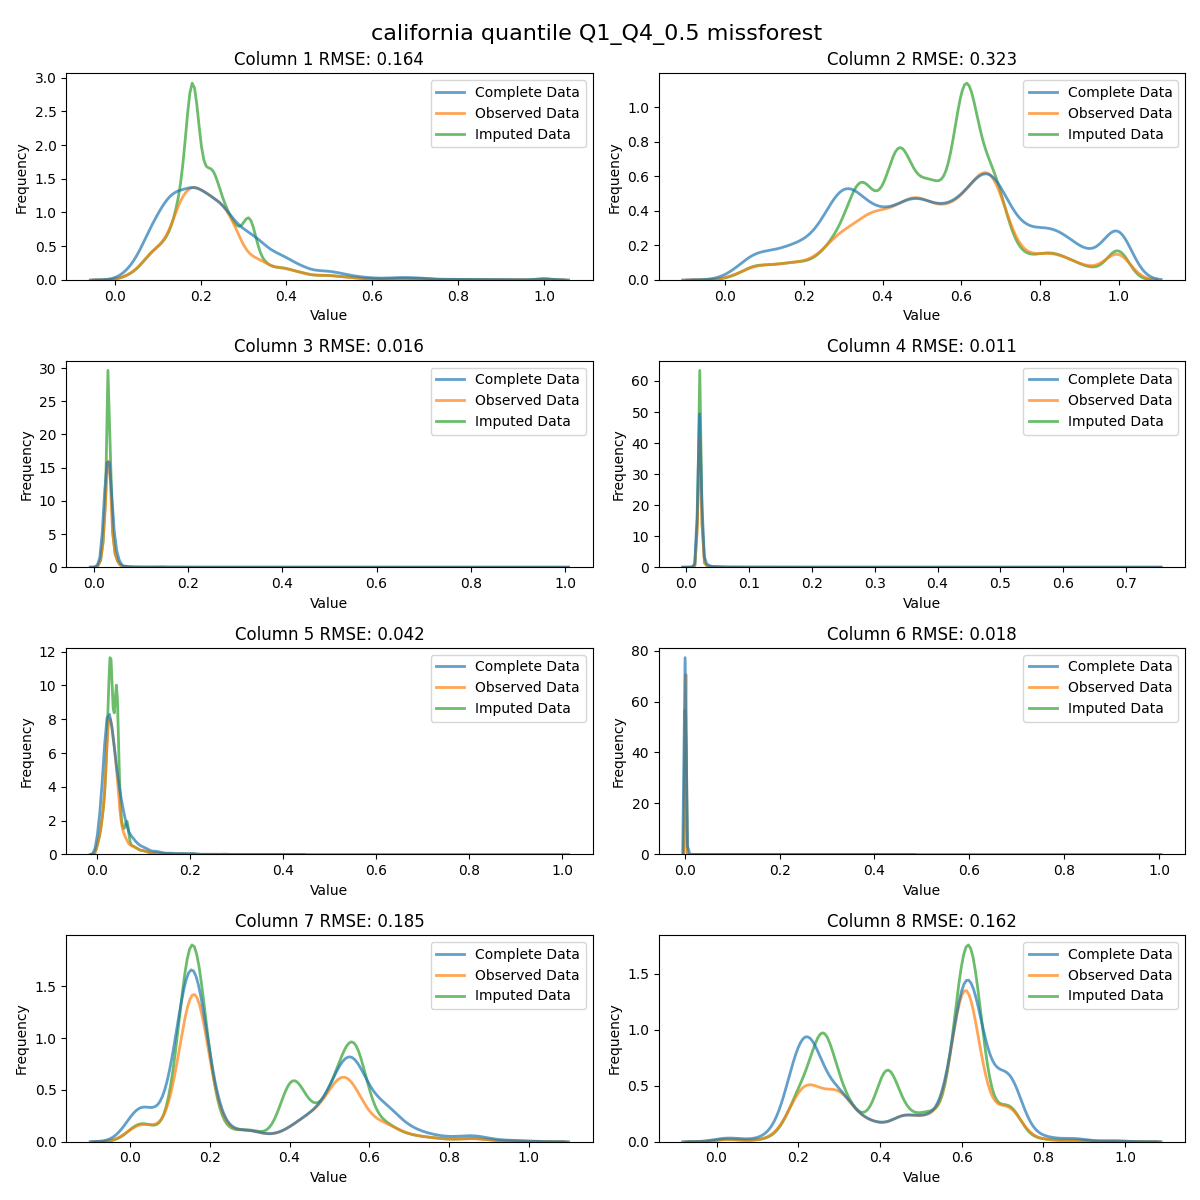 california quantile Q1_Q4_0.5 missforest
Column 1 RMSE: 0.164
Frequency
3.0
2.5
2.0
1.5
1.0
0.5
0.0
Complete Data
Observed Data
Imputed Data
0.0 0.2 0.4 0.6 0.8 1.0
Value
Column 2 RMSE: 0.323
Frequency
1.0
0.8
0.6
0.4
0.2
0.0
Complete Data
Observed Data
Imputed Data
0.0 0.2 0.4 0.6 0.8 1.0
Value
Column 3 RMSE: 0.016
Frequency
30
25
20
15
10
5
0
Complete Data
Observed Data
Imputed Data
0.0 0.2 0.4 0.6 0.8 1.0
Value
Column 4 RMSE: 0.011
Frequency
60
50
40
30
20
10
0
Complete Data
Observed Data
Imputed Data
0.0 0.1 0.2 0.3 0.4 0.5 0.6 0.7
Value
Column 5 RMSE: 0.042
Frequency
12
10
8
6
4
2
0
Complete Data
Observed Data
Imputed Data
0.0 0.2 0.4 0.6 0.8 1.0
Value
Column 6 RMSE: 0.018
Frequency
80
60
40
20
0
Complete Data
Observed Data
Imputed Data
0.0 0.2 0.4 0.6 0.8 1.0
Value
Column 7 RMSE: 0.185
Frequency
1.5
1.0
0.5
0.0
Complete Data
Observed Data
Imputed Data
0.0 0.2 0.4 0.6 0.8 1.0
Value
Column 8 RMSE: 0.162
Frequency
1.5
1.0
0.5
0.0
Complete Data
Observed Data
Imputed Data
0.0 0.2 0.4 0.6 0.8 1.0
Value